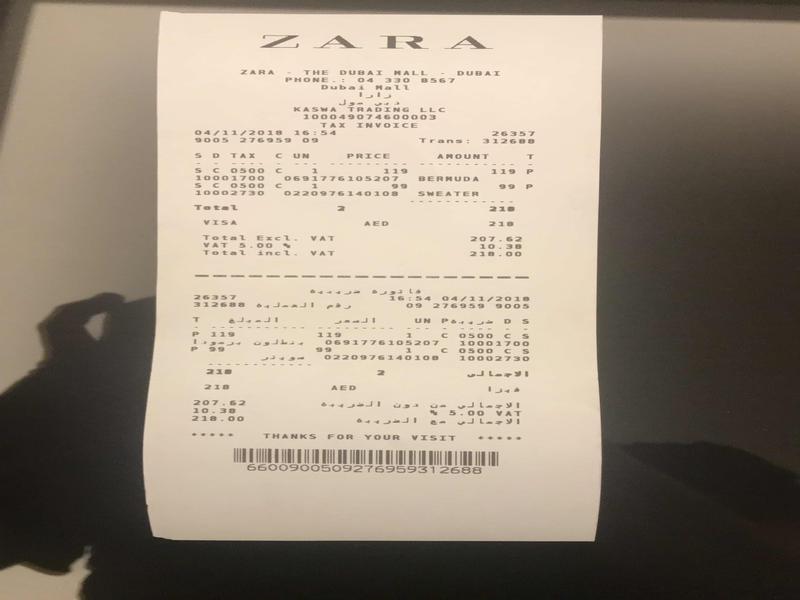 ZARA
ZARA - THE DUBAI MALL - DUBAI
PHONE.: 04 330 8567
Dubai Mall
زارا
دبي مول
KASWA TRADING LLC
100049074600003
TAX INVOICE
04/11/2018 16:54 26357
9005 276959 09 Trans: 312688
S D TAX C UN PRICE AMOUNT T
S C 0500 C 1 119 119 P
10001700 0691776105207 BERMUDA
S C 0500 C 1 99 99 P
10002730 0220976140108 SWEATER
Total 2 218
VISA AED 218
Total Excl. VAT 207.62
VAT 5.00 % 10.38
Total incl. VAT 218.00
فاتورة ضريبية
26357 16:54 04/11/2018
312688 رقم العملية 09 276959 9005
T المبلغ السعر UN P ضريبة D S
P 119 119 1 C 0500 C S
بنطلون برمودا 0691776105207 10001700
P 99 99 1 C 0500 C S
سويتر 0220976140108 10002730
218 2 الاجمالي
218 AED فيزا
207.62 الاجمالي من دون الضريبة
10.38 % 5.00 VAT
218.00 الاجمالي مع الضريبة
***** THANKS FOR YOUR VISIT *****
66009005092769593126­88